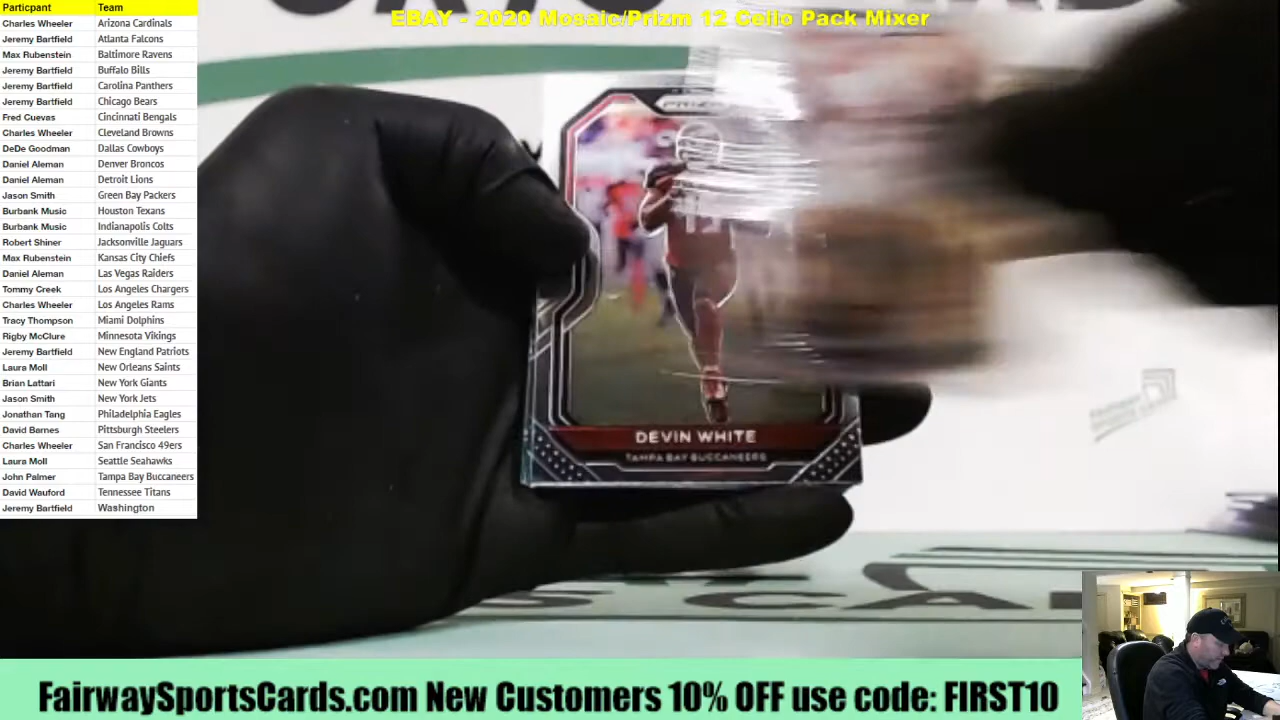 EBAY - 2020 Mosaic/Prizm 12 Cello Pack Mixer
Particpant Team
Charles Wheeler Arizona Cardinals
Jeremy Bartfield Atlanta Falcons
Max Rubenstein Baltimore Ravens
Jeremy Bartfield Buffalo Bills
Jeremy Bartfield Carolina Panthers
Jeremy Bartfield Chicago Bears
Fred Cuevas Cincinnati Bengals
Charles Wheeler Cleveland Browns
DeDe Goodman Dallas Cowboys
Daniel Aleman Denver Broncos
Daniel Aleman Detroit Lions
Jason Smith Green Bay Packers
Burbank Music Houston Texans
Burbank Music Indianapolis Colts
Robert Shiner Jacksonville Jaguars
Max Rubenstein Kansas City Chiefs
Daniel Aleman Las Vegas Raiders
Tommy Creek Los Angeles Chargers
Charles Wheeler Los Angeles Rams
Tracy Thompson Miami Dolphins
Rigby McClure Minnesota Vikings
Jeremy Bartfield New England Patriots
Laura Moll New Orleans Saints
Brian Lattari New York Giants
Jason Smith New York Jets
Jonathan Tang Philadelphia Eagles
David Barnes Pittsburgh Steelers
Charles Wheeler San Francisco 49ers
Laura Moll Seattle Seahawks
John Palmer Tampa Bay Buccaneers
David Wauford Tennessee Titans
Jeremy Bartfield Washington
PRIZM
DEVIN WHITE
TAMPA BAY BUCCANEERS
FairwaySportsCards.com New Customers 10% OFF use code: FIRST10